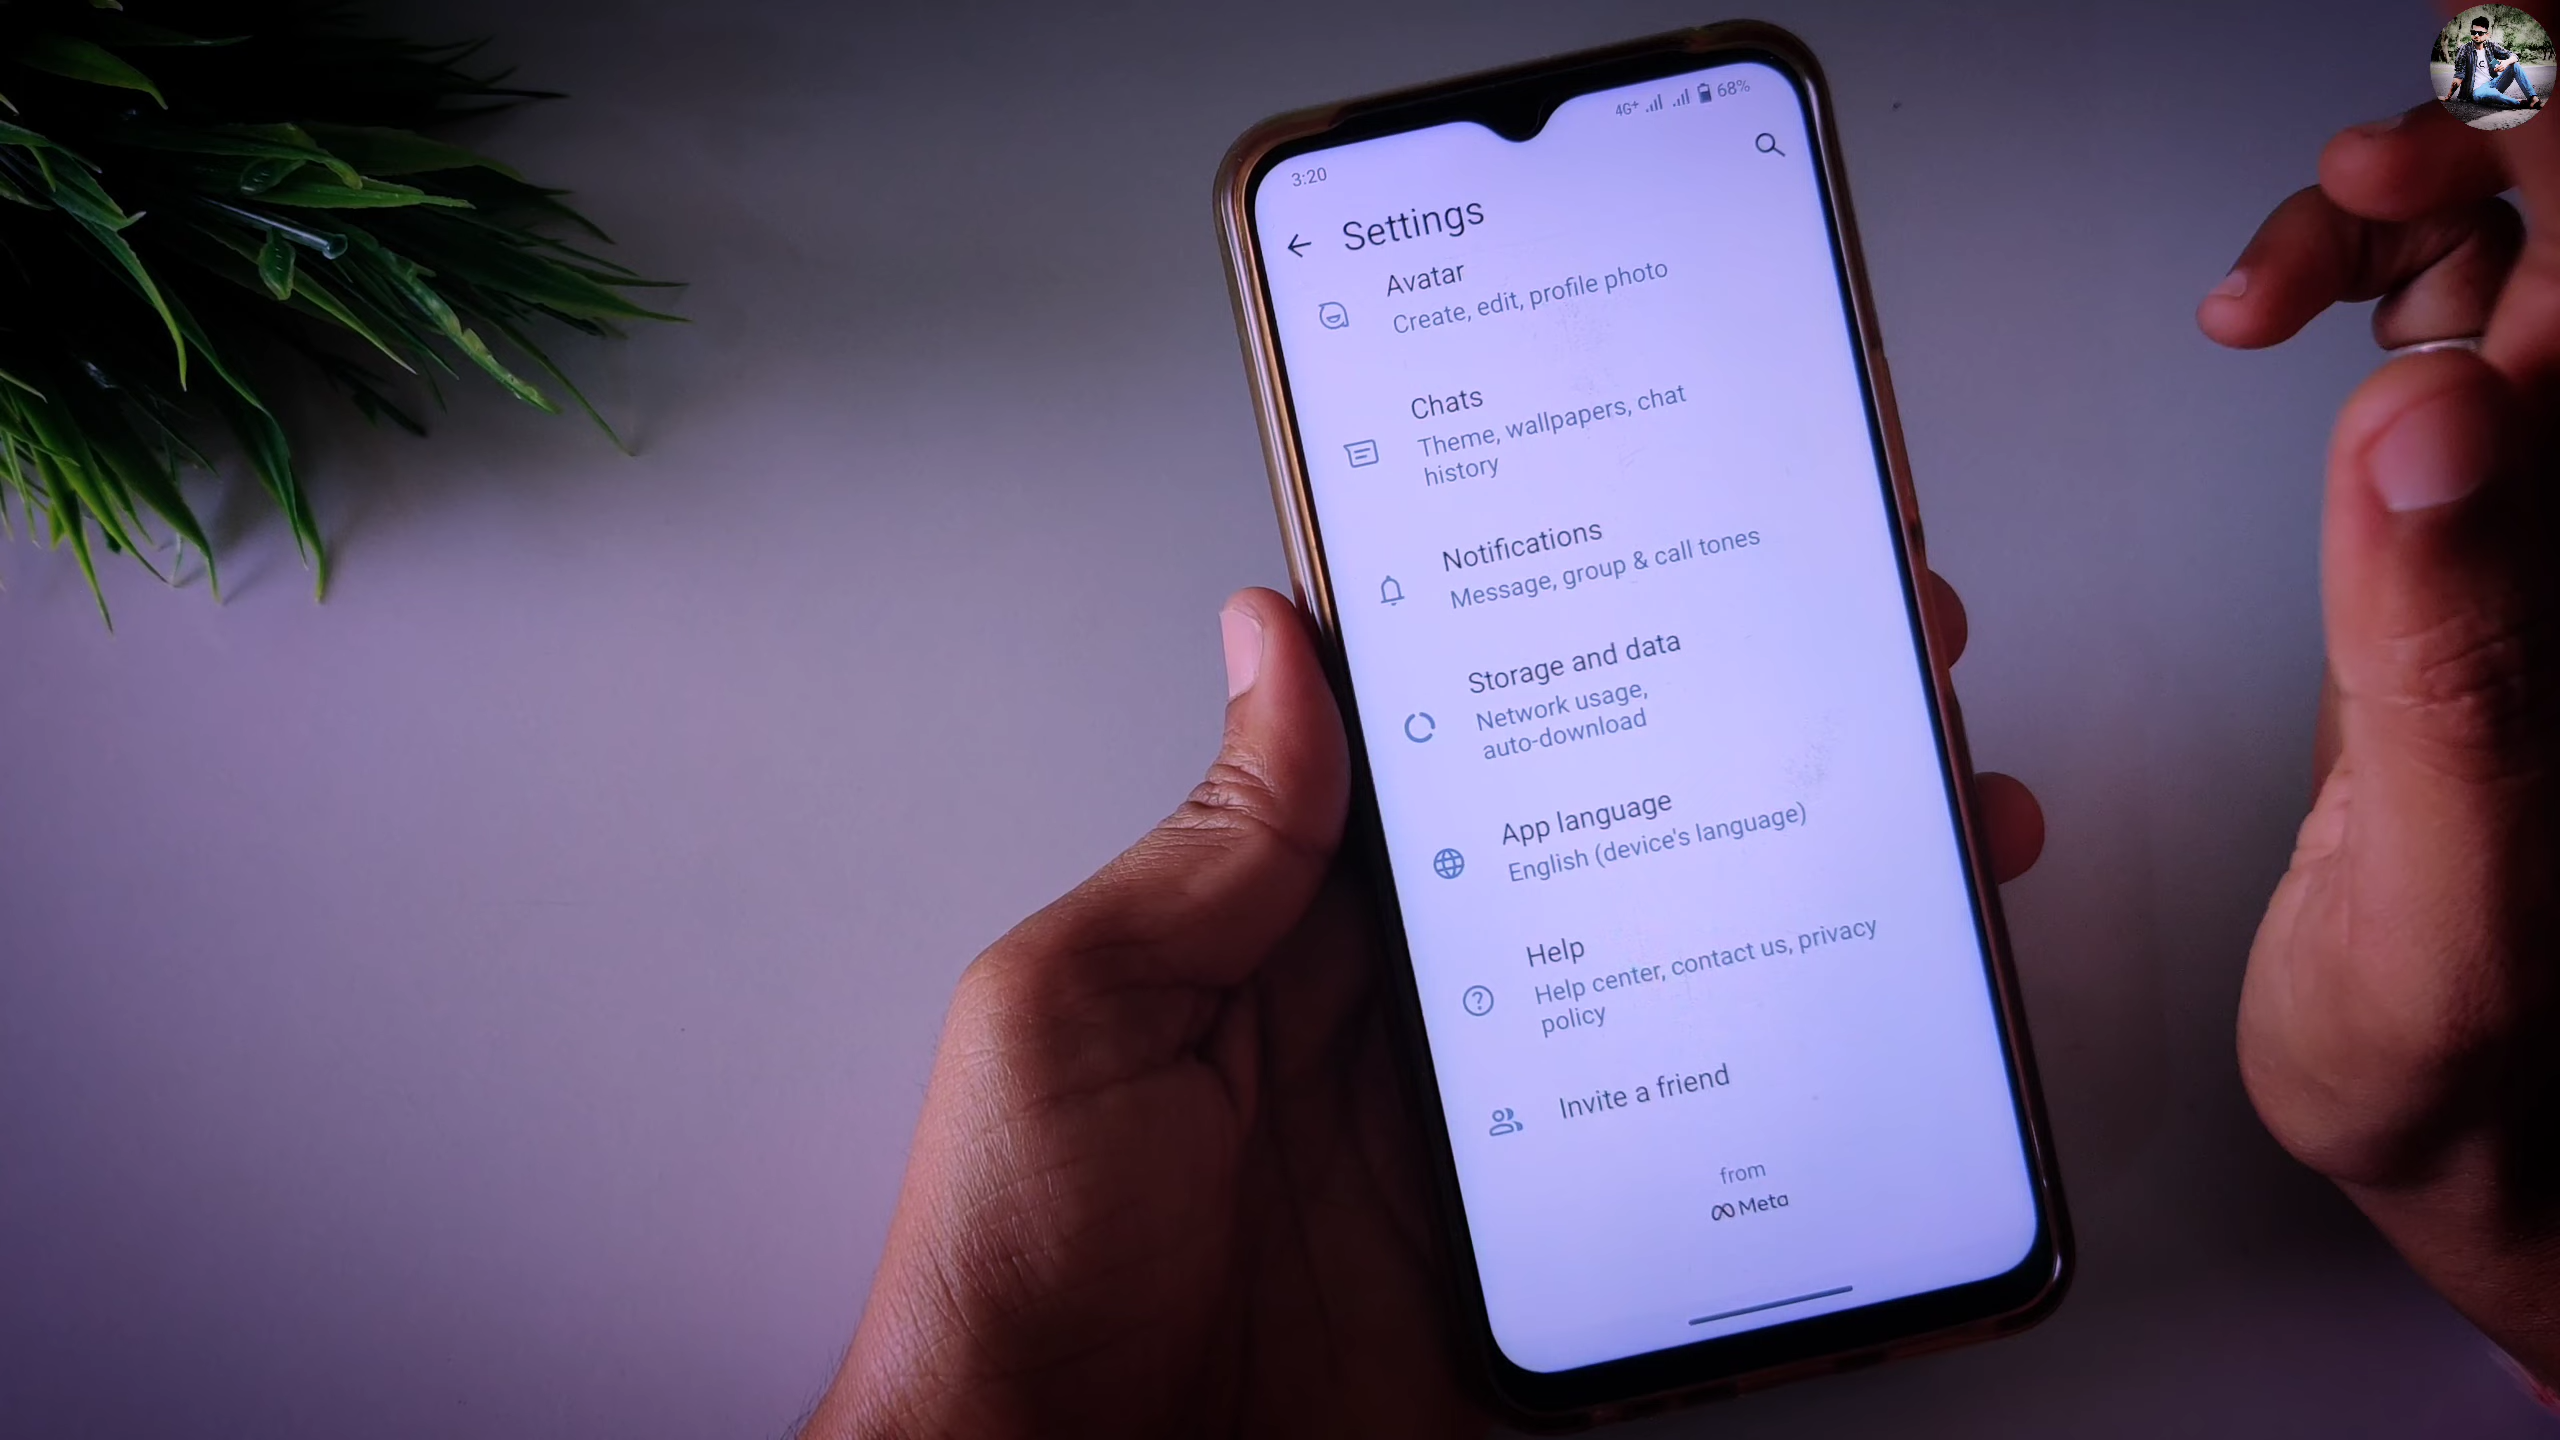 4G+ 68%
3:20
Settings
Avatar
Create, edit, profile photo
Chats
Theme, wallpapers, chat
history
Notifications
Message, group & call tones
Storage and data
Network usage,
auto-download
App language
English (device's language)
Help
Help center, contact us, privacy
policy
Invite a friend
from
Meta